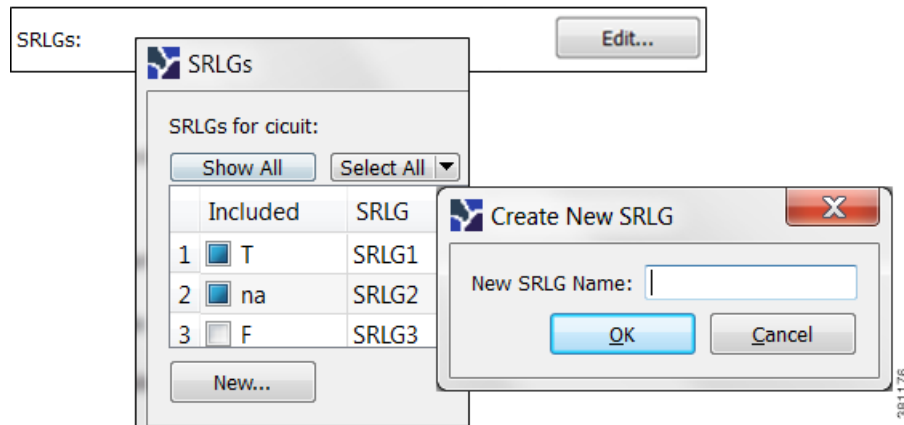 SRLGs:
Edit...
SRLGs
SRLGs for cicuit:
Show All
Select All
Included SRLG
1 T SRLG1
2 na SRLG2
3 F SRLG3
New...
Create New SRLG
New SRLG Name:
OK
Cancel
381176